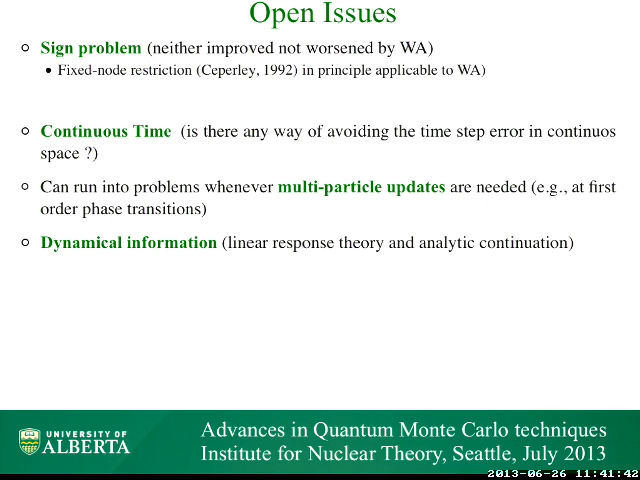 Open Issues
Sign problem (neither improved not worsened by WA)
Fixed-node restriction (Ceperley, 1992) in principle applicable to WA)
Continuous Time (is there any way of avoiding the time step error in continuos
space ?)
Can run into problems whenever multi-particle updates are needed (e.g., at first
order phase transitions)
Dynamical information (linear response theory and analytic continuation)
UNIVERSITY OF
ALBERTA
Advances in Quantum Monte Carlo techniques
Institute for Nuclear Theory, Seattle, July 2013
2013-06-26 11:41:42